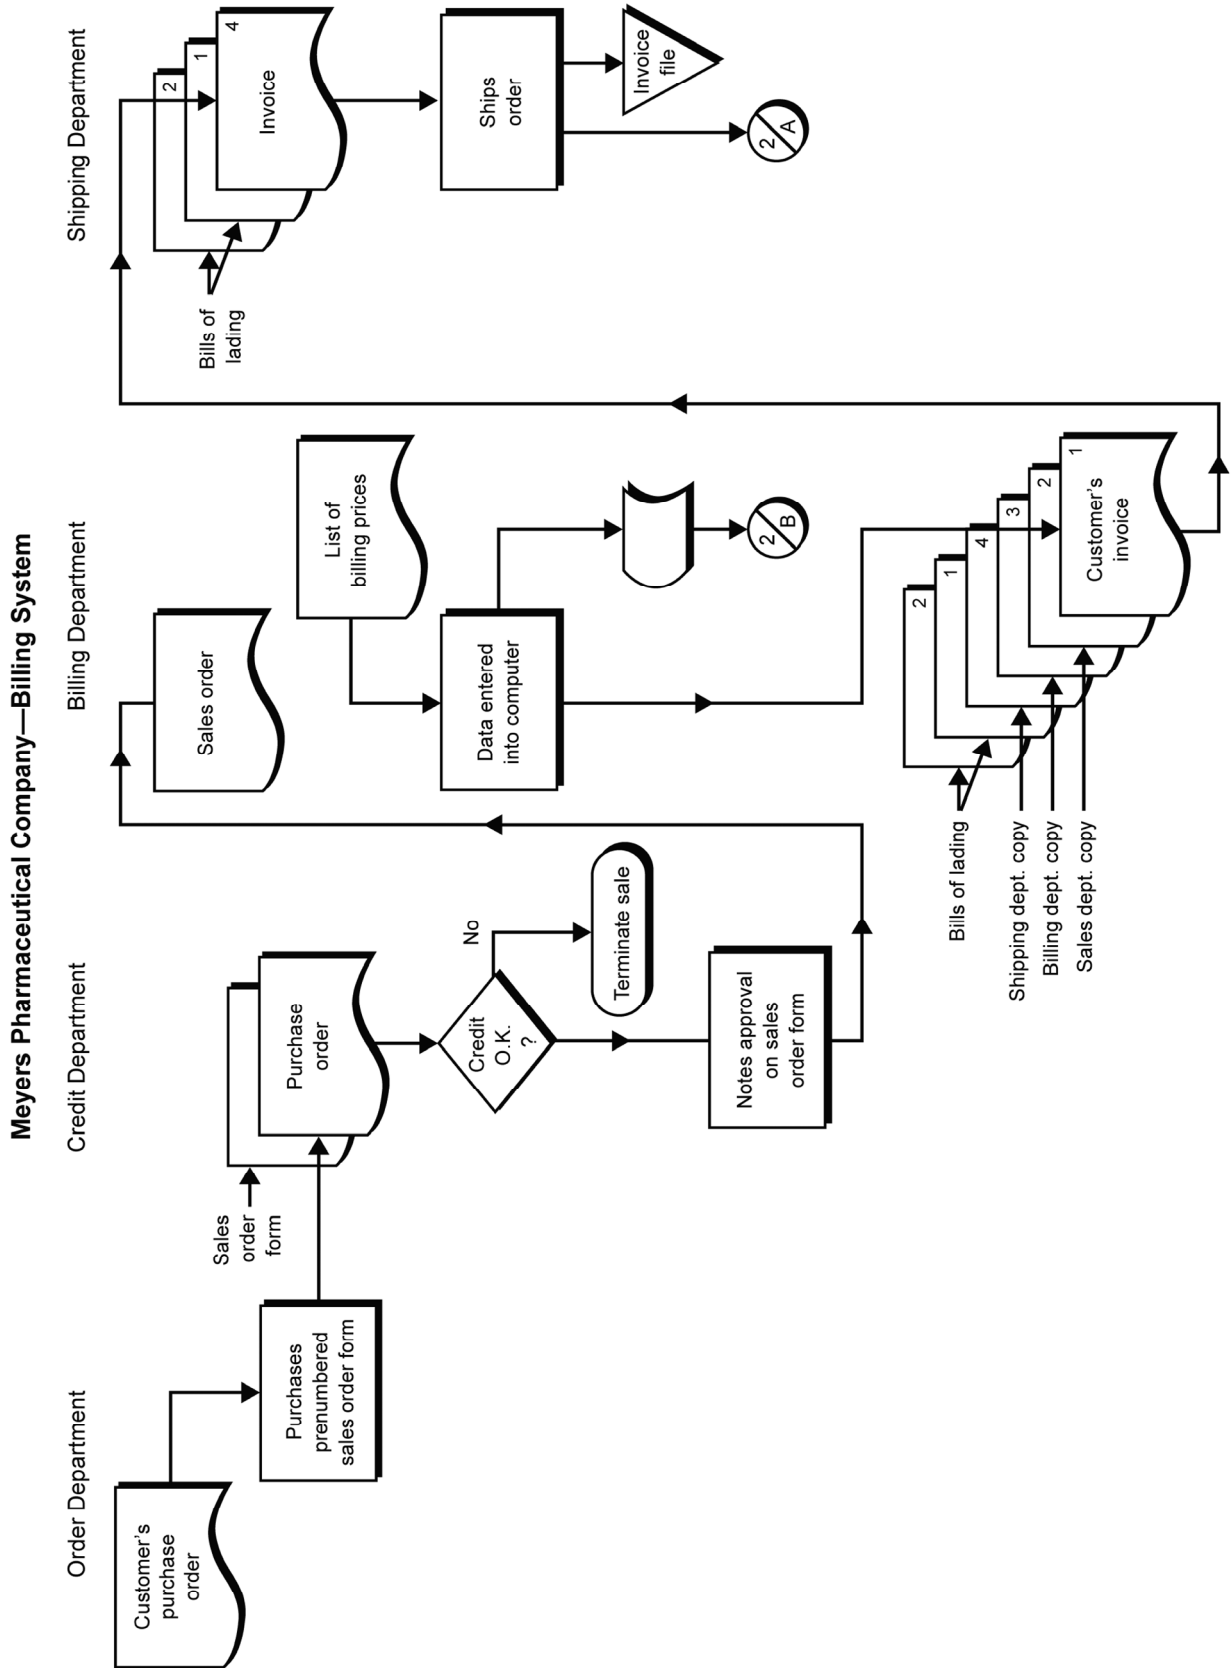 Meyers Pharmaceutical Company—Billing System
Order Department
Credit Department
Billing Department
Shipping Department
Customer's
purchase
order
Purchases
prenumbered
sales order form
Sales
order
form
Purchase
order
Credit
O.K.
?
No
Terminate sale
Notes approval
on sales
order form
Sales order
List of
billing prices
Data entered
into computer
2
B
Bills of lading
Shipping dept. copy
Billing dept. copy
Sales dept. copy
2
1
4
3
2
1
Customer's
invoice
Bills of
lading
2
1
4
Invoice
Ships
order
Invoice
file
2
A